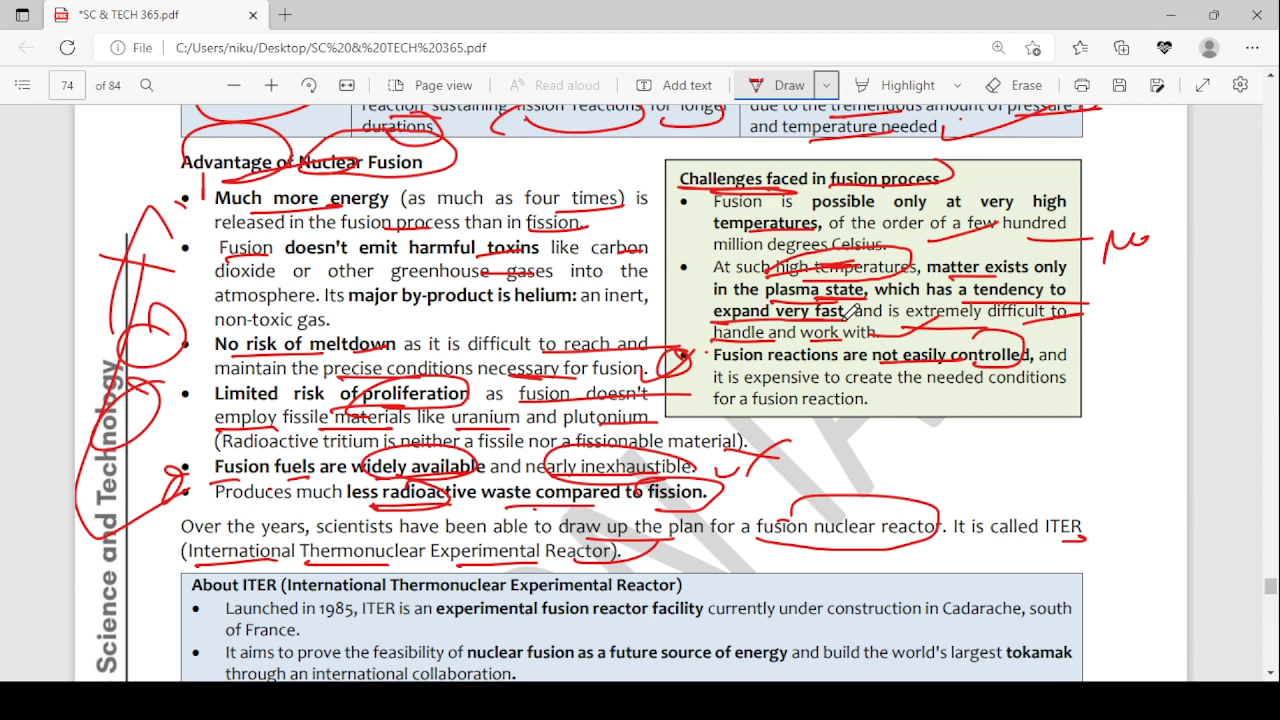 *SC & TECH 365.pdf
File C:/Users/niku/Desktop/SC%20&%20TECH%20365.pdf
74 of 84 Page view Read aloud Add text Draw Highlight Erase
reaction sustaining fission reactions for longer
durations
due to the tremendous amount of pressure
and temperature needed
Advantage of Nuclear Fusion
• Much more energy (as much as four times) is
released in the fusion process than in fission.
• Fusion doesn't emit harmful toxins like carbon
dioxide or other greenhouse gases into the
atmosphere. Its major by-product is helium: an inert,
non-toxic gas.
• No risk of meltdown as it is difficult to reach and
maintain the precise conditions necessary for fusion.
• Limited risk of proliferation as fusion doesn't
employ fissile materials like uranium and plutonium
(Radioactive tritium is neither a fissile nor a fissionable material).
• Fusion fuels are widely available and nearly inexhaustible.
• Produces much less radioactive waste compared to fission.
Challenges faced in fusion process
• Fusion is possible only at very high
temperatures, of the order of a few hundred
million degrees Celsius.
• At such high temperatures, matter exists only
in the plasma state, which has a tendency to
expand very fast, and is extremely difficult to
handle and work with.
• Fusion reactions are not easily controlled, and
it is expensive to create the needed conditions
for a fusion reaction.
Over the years, scientists have been able to draw up the plan for a fusion nuclear reactor. It is called ITER
(International Thermonuclear Experimental Reactor).
About ITER (International Thermonuclear Experimental Reactor)
• Launched in 1985, ITER is an experimental fusion reactor facility currently under construction in Cadarache, south
of France.
• It aims to prove the feasibility of nuclear fusion as a future source of energy and build the world's largest tokamak
through an international collaboration.
Science and Technology